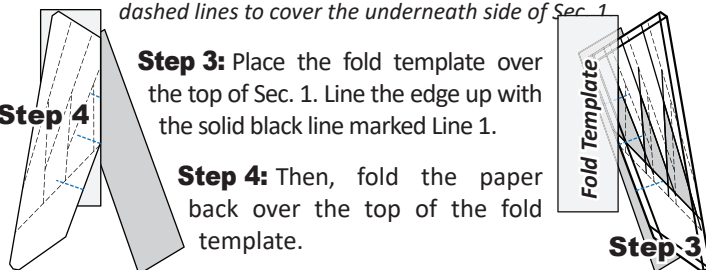 dashed lines to cover the underneath side of Sec. 1
Step 3: Place the fold template over
the top of Sec. 1. Line the edge up with
the solid black line marked Line 1.
Step 4
Fold Template
Step 4: Then, fold the paper
back over the top of the fold
template.
Step 3